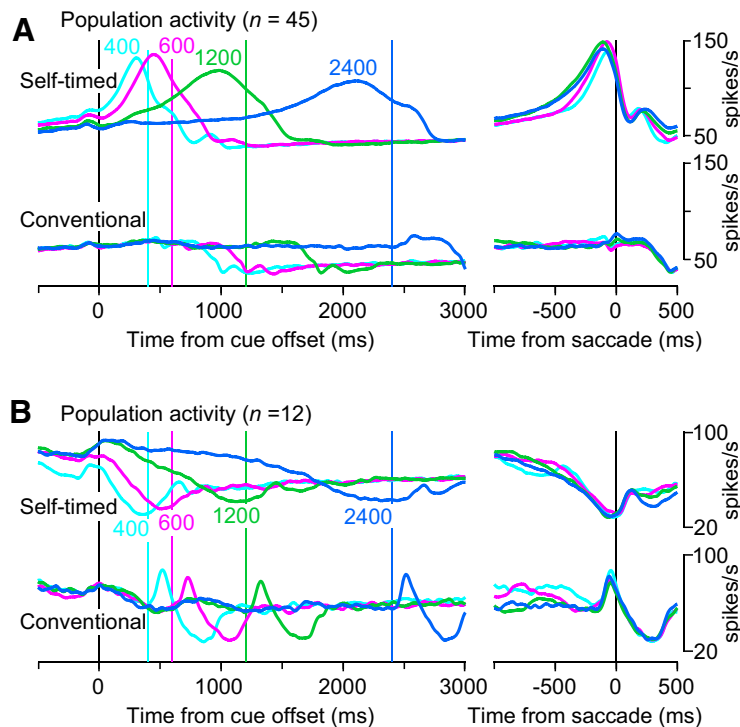 A
Population activity (n = 45)
400 600 1200 2400
Self-timed
150
50
spikes/s
Conventional
150
50
spikes/s
0 1000 2000 3000
Time from cue offset (ms)
-500 0 500
Time from saccade (ms)
B
Population activity (n =12)
Self-timed
100
20
spikes/s
400 600 1200 2400
Conventional
100
20
spikes/s
0 1000 2000 3000
Time from cue offset (ms)
-500 0 500
Time from saccade (ms)